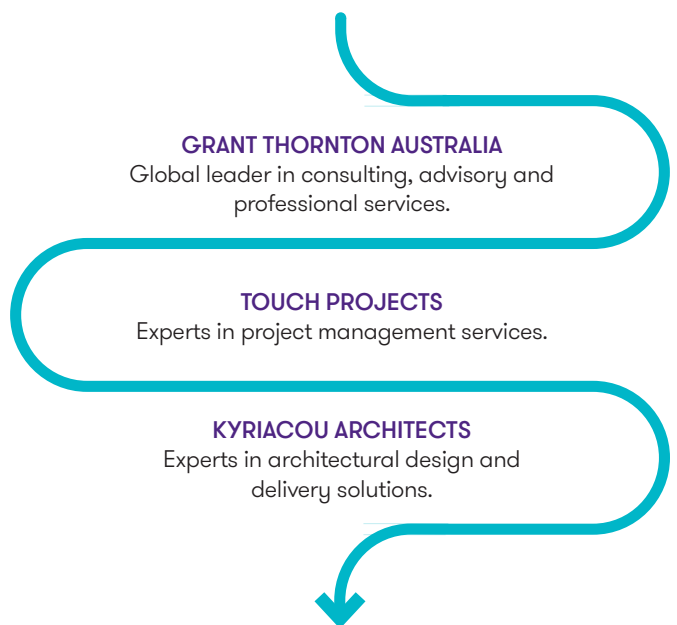 GRANT THORNTON AUSTRALIA
Global leader in consulting, advisory and
professional services.
TOUCH PROJECTS
Experts in project management services.
KYRIACOU ARCHITECTS
Experts in architectural design and
delivery solutions.